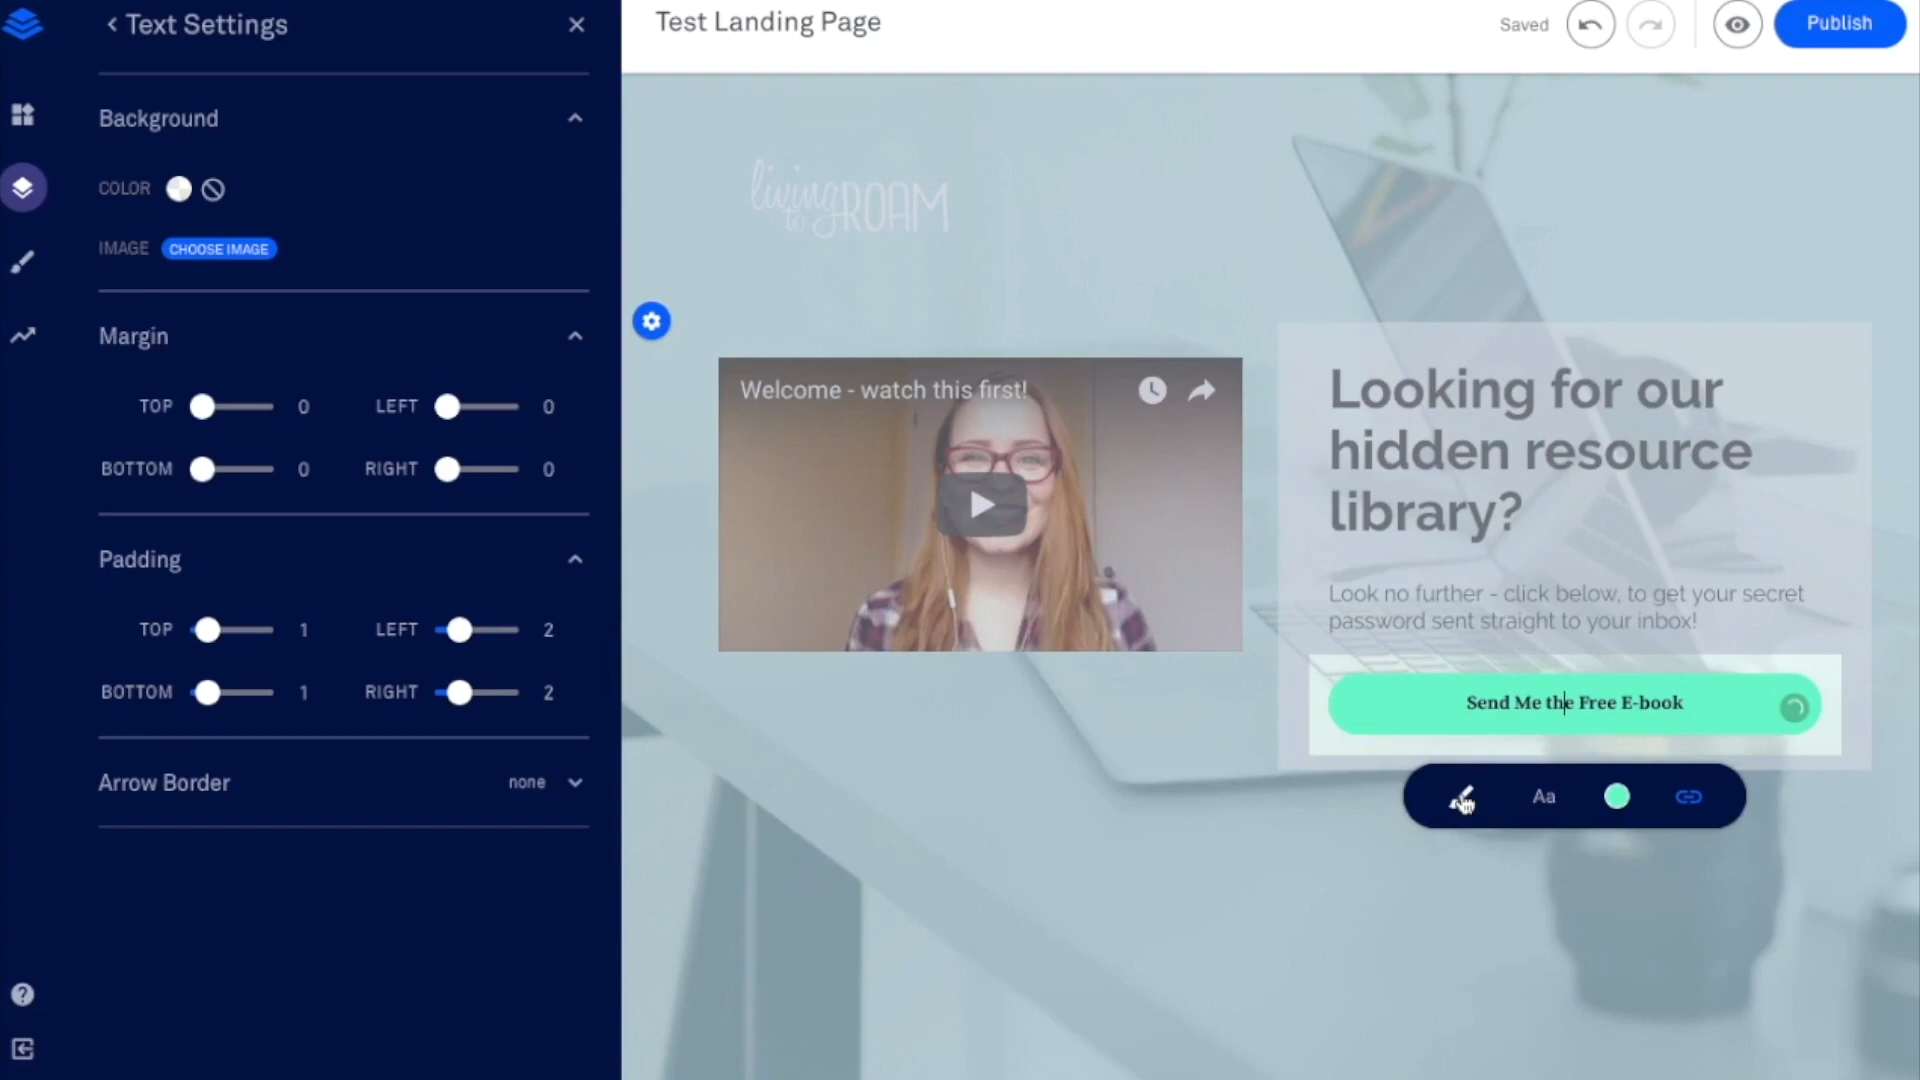 Text Settings
Background
COLOR
IMAGE CHOOSE IMAGE
Margin
TOP 0 LEFT 0
BOTTOM 0 RIGHT 0
Padding
TOP 1 LEFT 2
BOTTOM 1 RIGHT 2
Arrow Border none
Test Landing Page
Saved
Publish
living to ROAM
Welcome - watch this first!
Looking for our
hidden resource
library?
Look no further - click below, to get your secret
password sent straight to your inbox!
Send Me the Free E-book
Aa